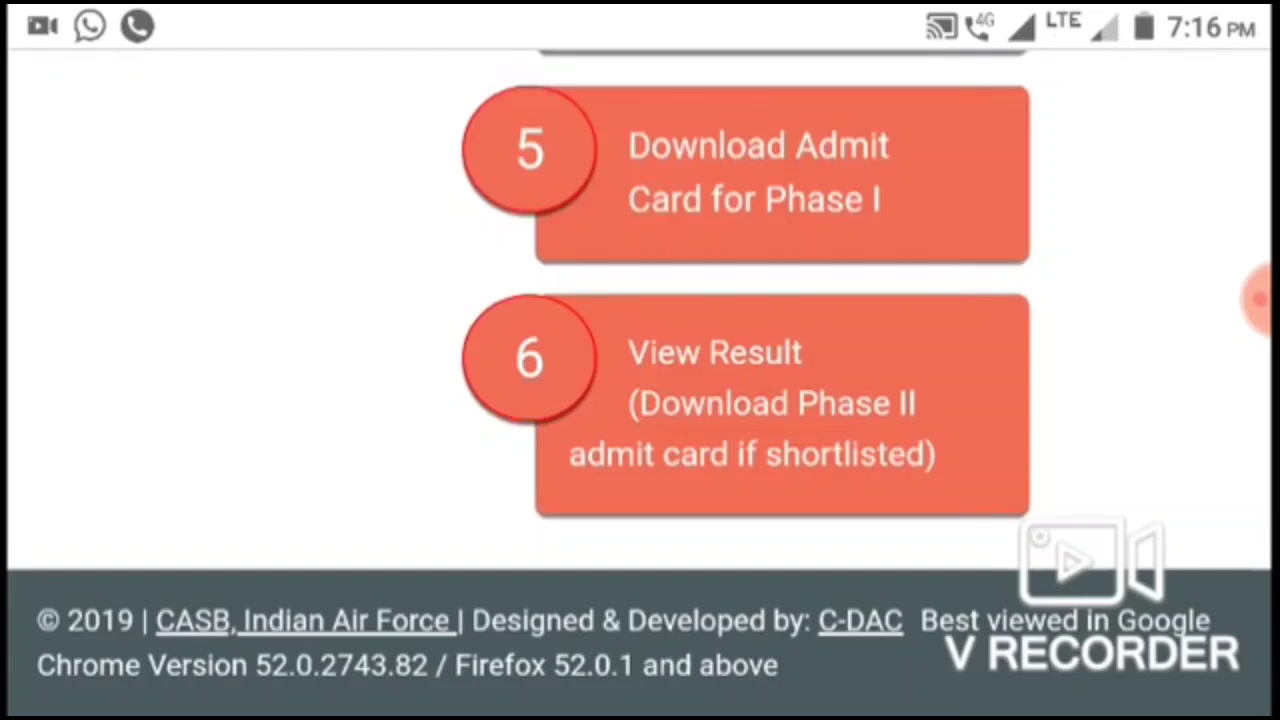 4G LTE 7:16 PM
5
Download Admit
Card for Phase I
6
View Result
(Download Phase II
admit card if shortlisted)
© 2019 | CASB, Indian Air Force | Designed & Developed by: C-DAC Best viewed in Google
Chrome Version 52.0.2743.82 / Firefox 52.0.1 and above
V RECORDER